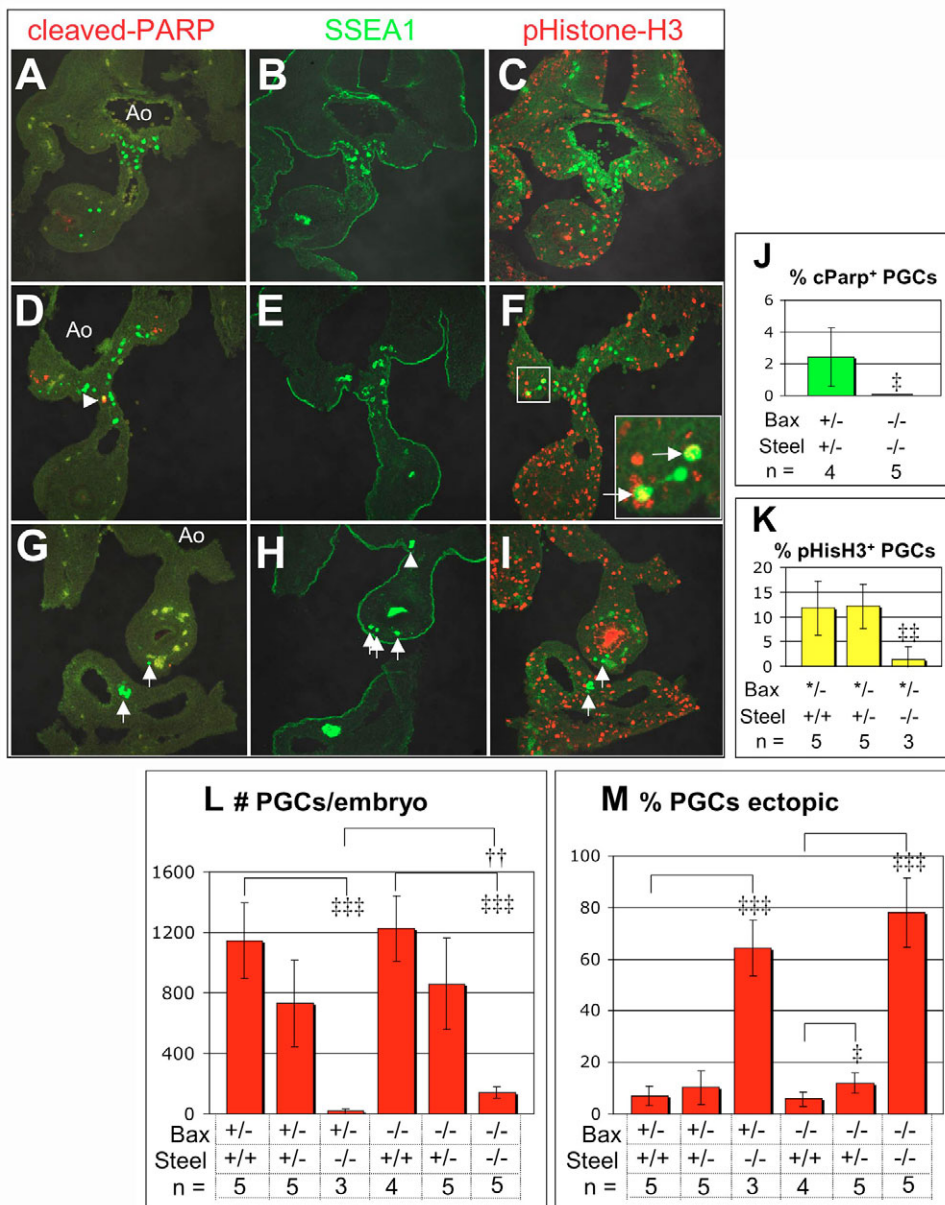 cleaved-PARP SSEA1 pHistone-H3
A B C
Ao
D E F
Ao
G H I
Ao
J
% cParp⁺ PGCs
6
4
2
0
‡
Bax +/- -/-
Steel +/- -/-
n = 4 5
K
% pHisH3⁺ PGCs
20
15
10
5
0
‡‡
Bax */- */- */-
Steel +/+ +/- -/-
n = 5 5 3
L # PGCs/embryo
1600
1200
800
400
0
‡‡‡
††
‡‡‡
Bax +/- +/- +/- -/- -/- -/-
Steel +/+ +/- -/- +/+ +/- -/-
n = 5 5 3 4 5 5
M % PGCs ectopic
100
80
60
40
20
0
‡‡‡
‡
‡‡‡
Bax +/- +/- +/- -/- -/- -/-
Steel +/+ +/- -/- +/+ +/- -/-
n = 5 5 3 4 5 5